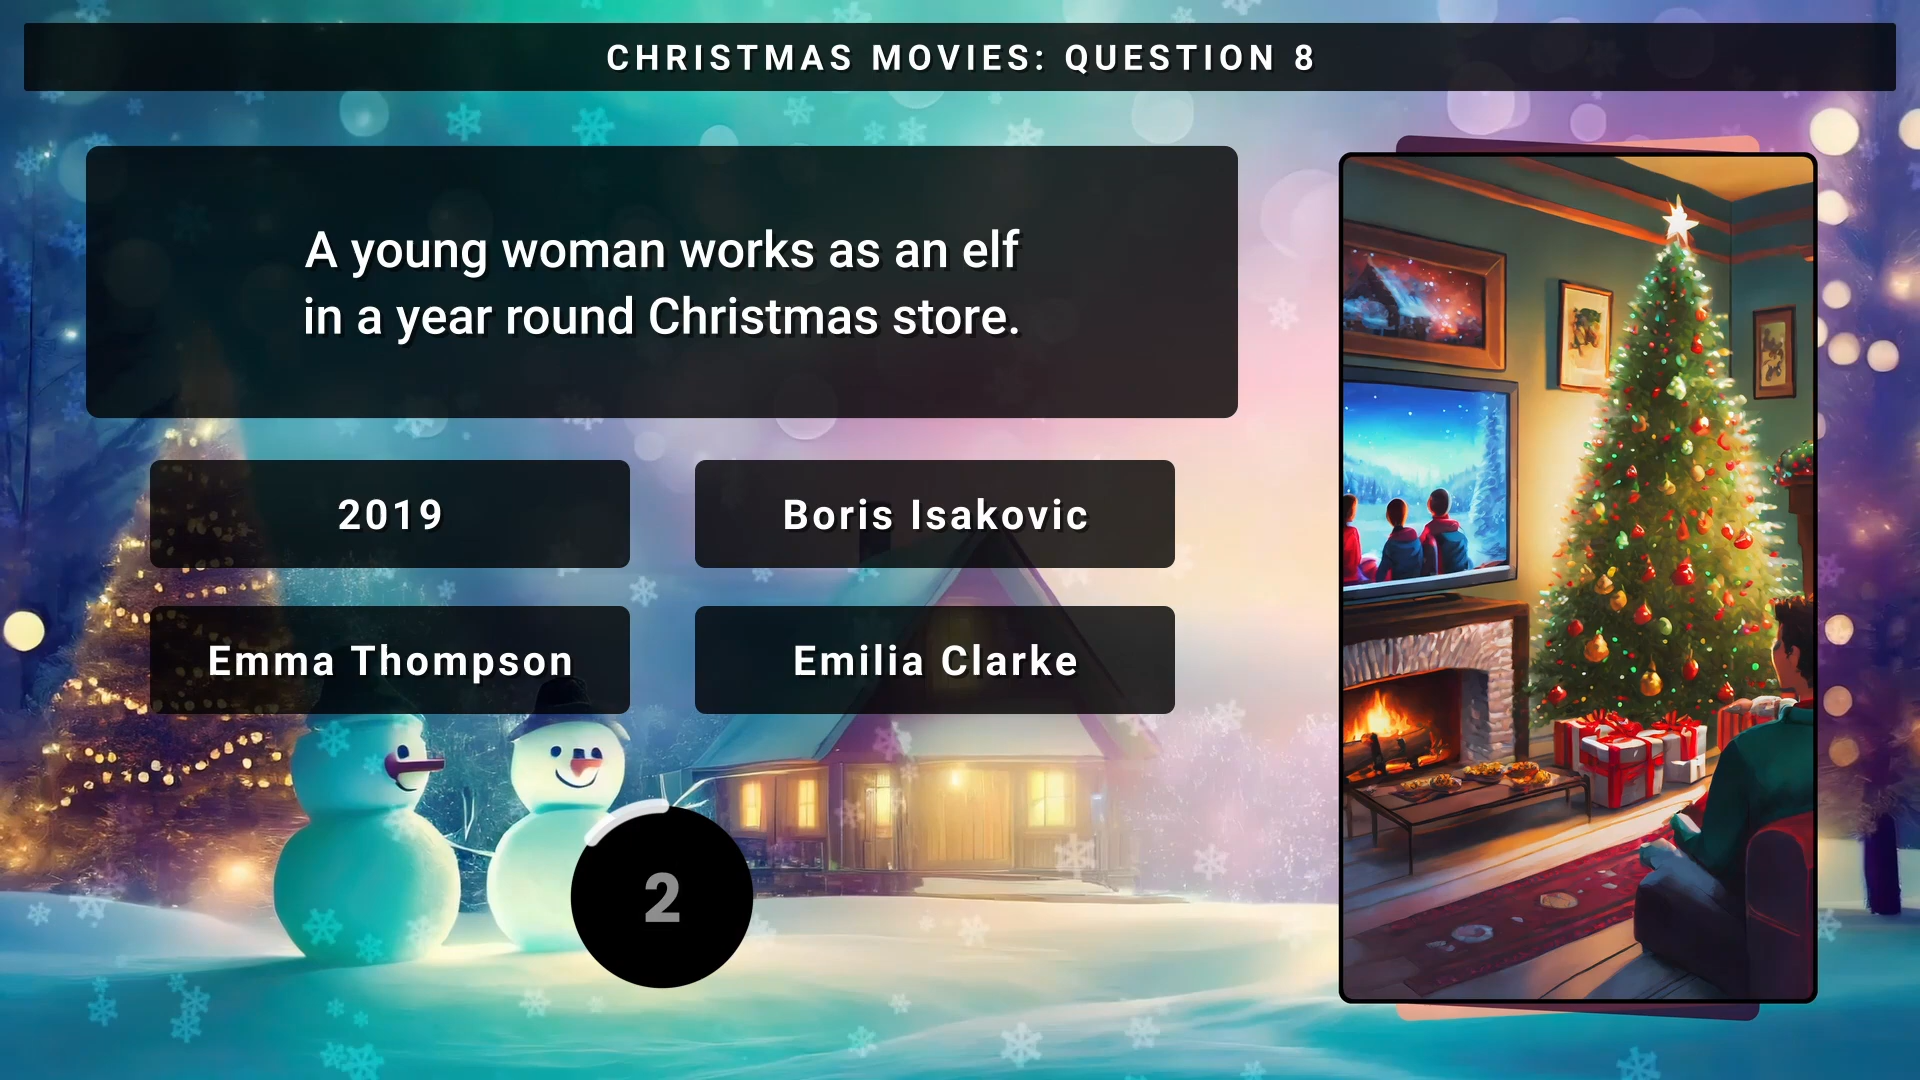 CHRISTMAS MOVIES: QUESTION 8
A young woman works as an elf
in a year round Christmas store.
2019
Boris Isakovic
Emma Thompson
Emilia Clarke
2